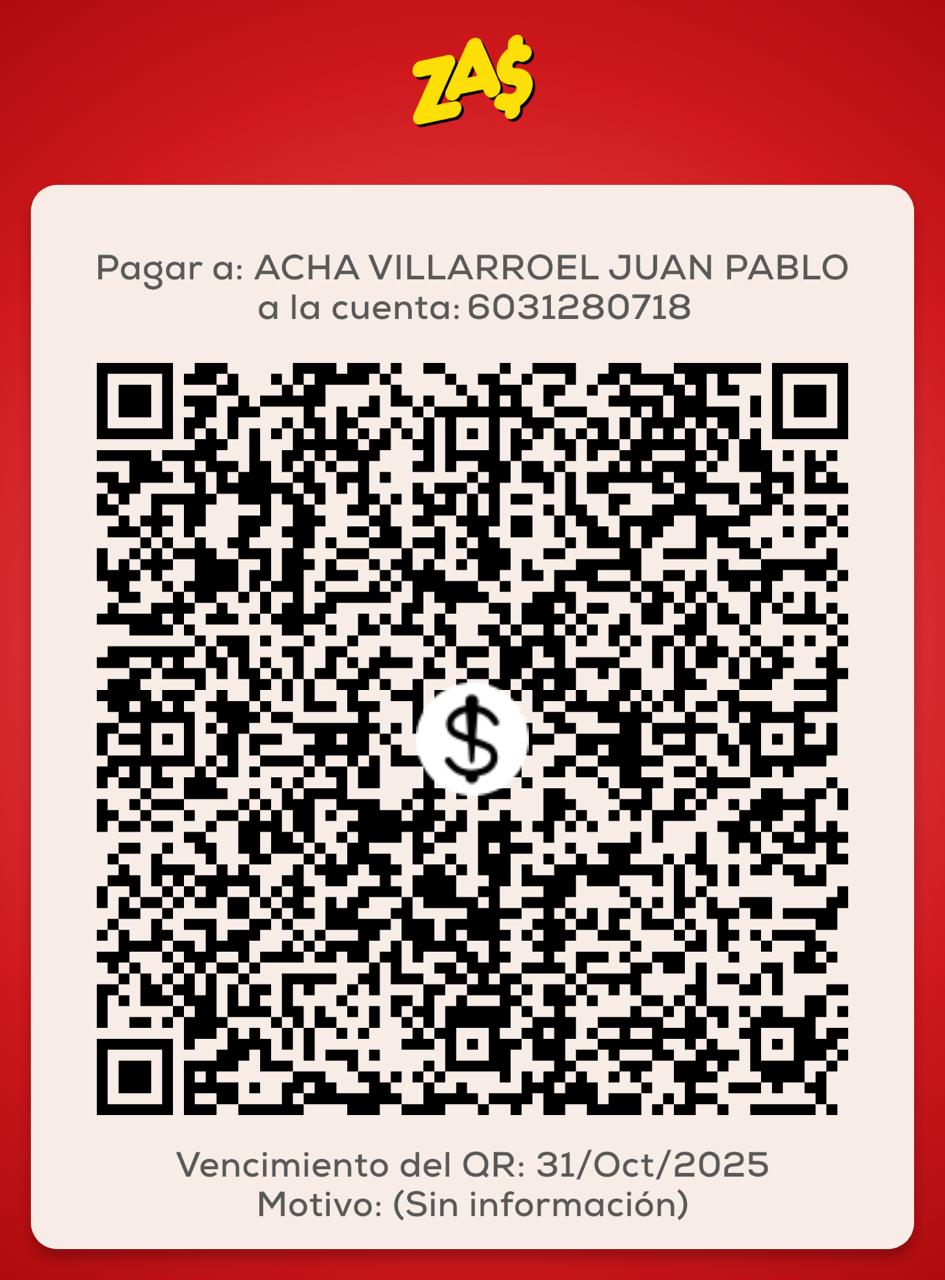 ZA$
Pagar a: ACHA VILLARROEL JUAN PABLO
a la cuenta: 6031280718
$
Vencimiento del QR: 31/Oct/2025
Motivo: (Sin información)